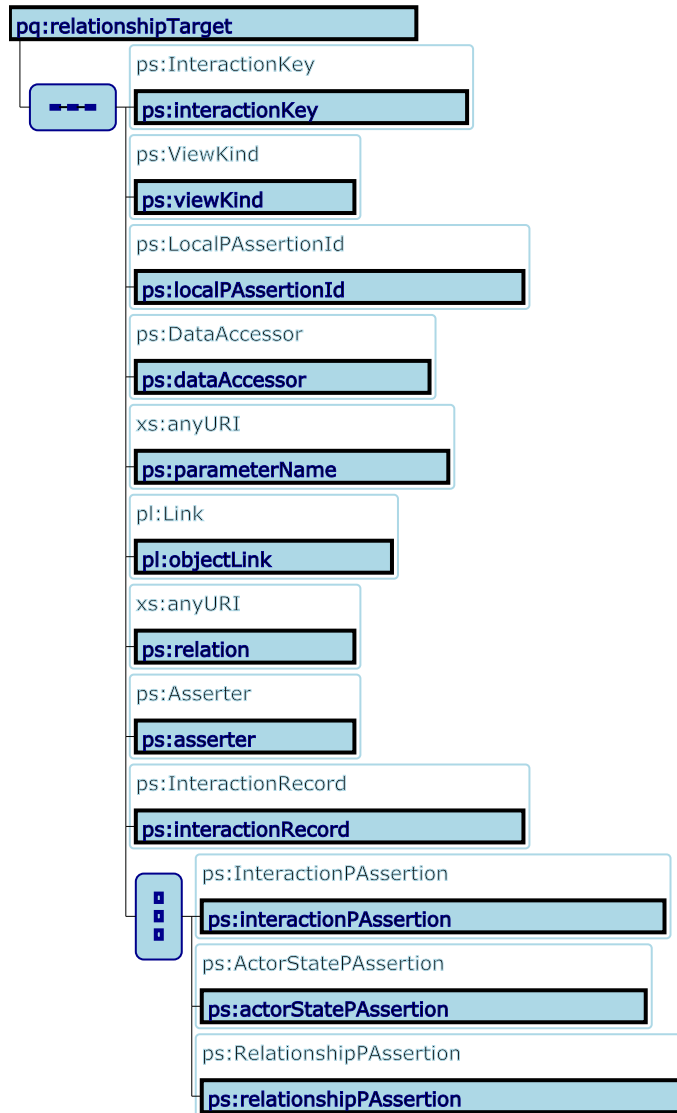 pq:relationshipTarget
ps:InteractionKey
ps:interactionKey
ps:ViewKind
ps:viewKind
ps:LocalPAssertionId
ps:localPAssertionId
ps:DataAccessor
ps:dataAccessor
xs:anyURI
ps:parameterName
pl:Link
pl:objectLink
xs:anyURI
ps:relation
ps:Asserter
ps:asserter
ps:InteractionRecord
ps:interactionRecord
ps:InteractionPAssertion
ps:interactionPAssertion
ps:ActorStatePAssertion
ps:actorStatePAssertion
ps:RelationshipPAssertion
ps:relationshipPAssertion